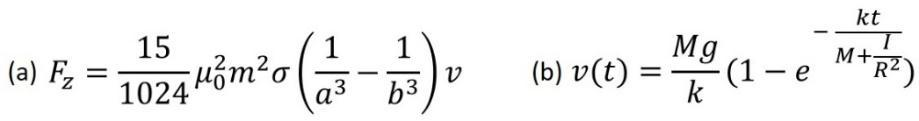 (a) $F_z = \frac{15}{1024}\mu_0^2 m^2 \sigma \left(\frac{1}{a^3} - \frac{1}{b^3}\right) v$ (b) $v(t) = \frac{Mg}{k}(1 - e^{-\frac{kt}{M+\frac{I}{R^2}}})$